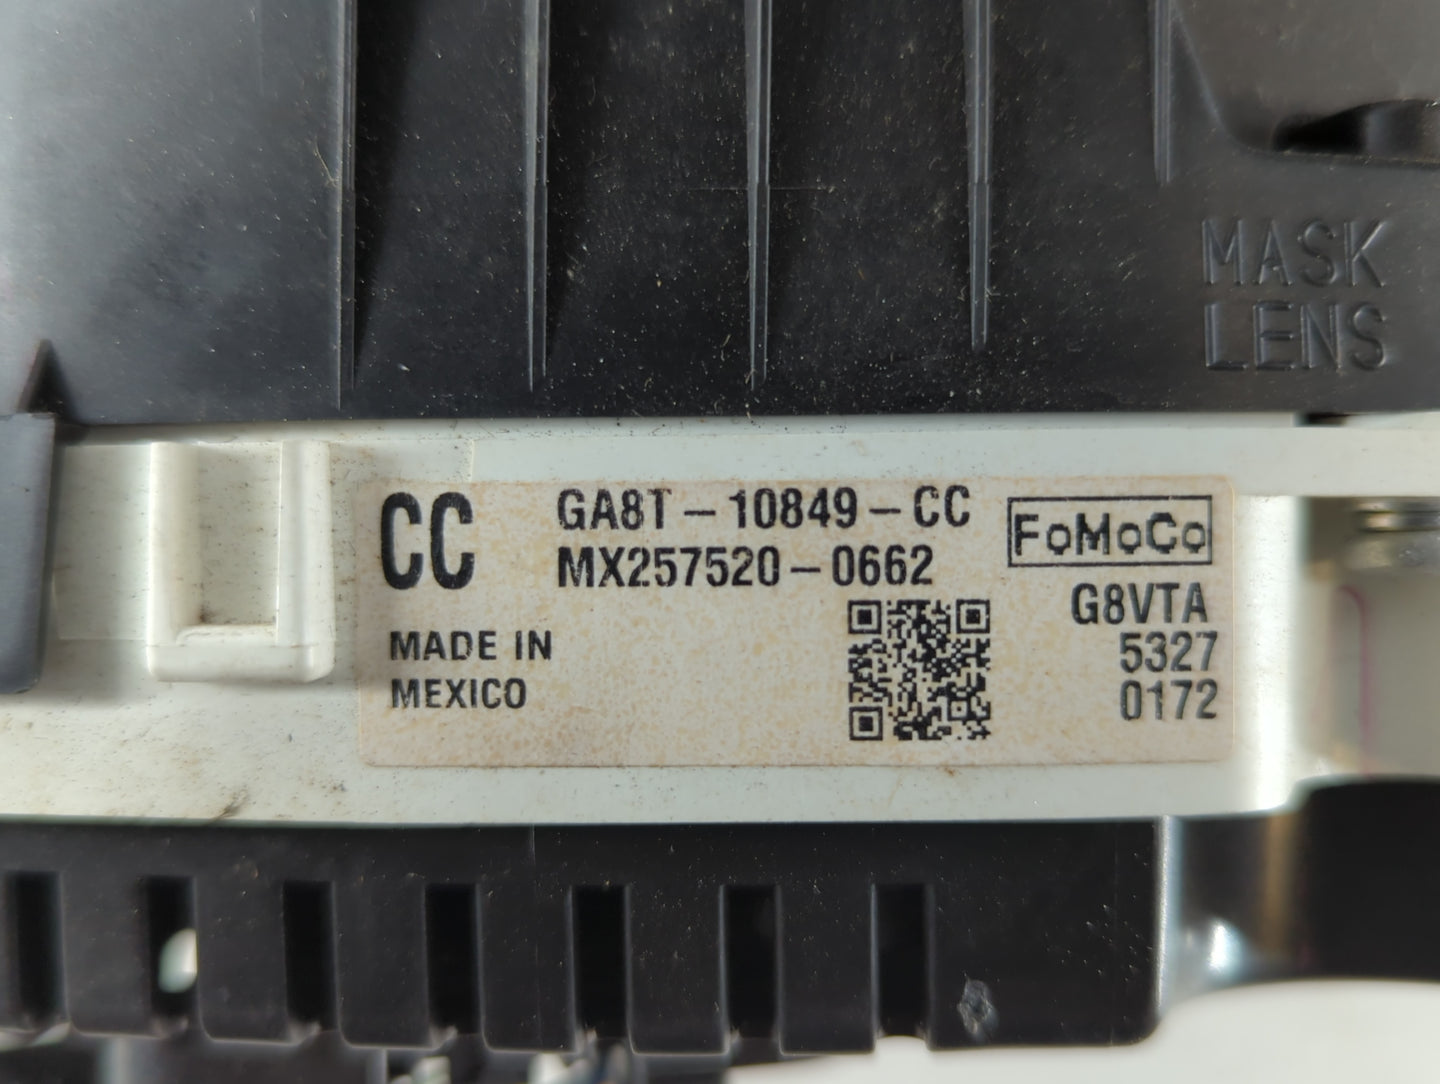 MASK
LENS
CC
GA8T-10849-CC
MX257520-0662
FoMoCo
G8VTA
5327
0172
MADE IN
MEXICO